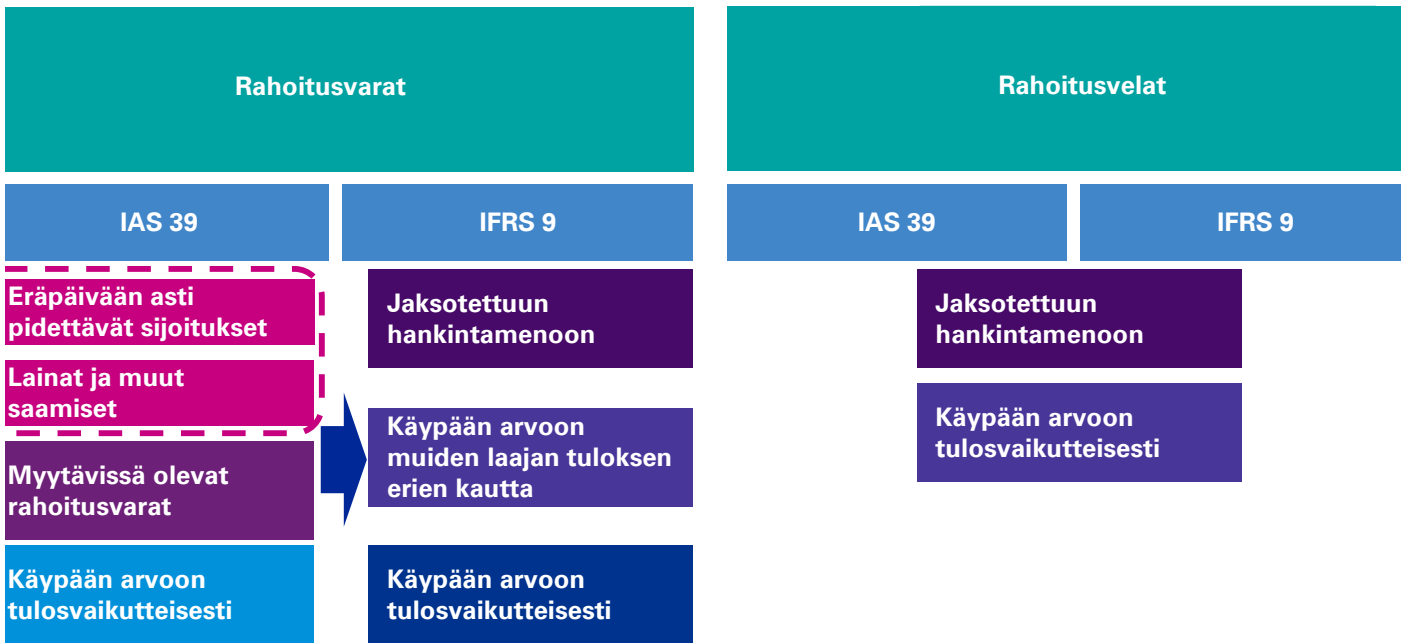 Rahoitusvarat
IAS 39
IFRS 9
Eräpäivään asti
pidettävät sijoitukset
Lainat ja muut
saamiset
Myytävissä olevat
rahoitusvarat
Käypään arvoon
tulosvaikutteisesti
Jaksotettuun
hankintamenoon
Käypään arvoon
muiden laajan tuloksen
erien kautta
Käypään arvoon
tulosvaikutteisesti
Rahoitusvelat
IAS 39
IFRS 9
Jaksotettuun
hankintamenoon
Käypään arvoon
tulosvaikutteisesti